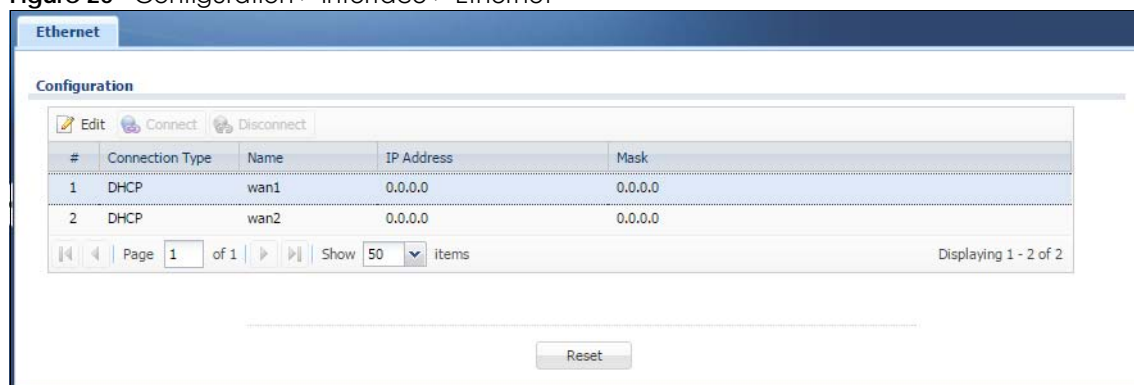 Figure 20 Configuration > Interface > Ethernet
Ethernet
Configuration
Edit Connect Disconnect
# Connection Type Name IP Address Mask
1 DHCP wan1 0.0.0.0 0.0.0.0
2 DHCP wan2 0.0.0.0 0.0.0.0
Page 1 of 1 Show 50 items Displaying 1 - 2 of 2
Reset